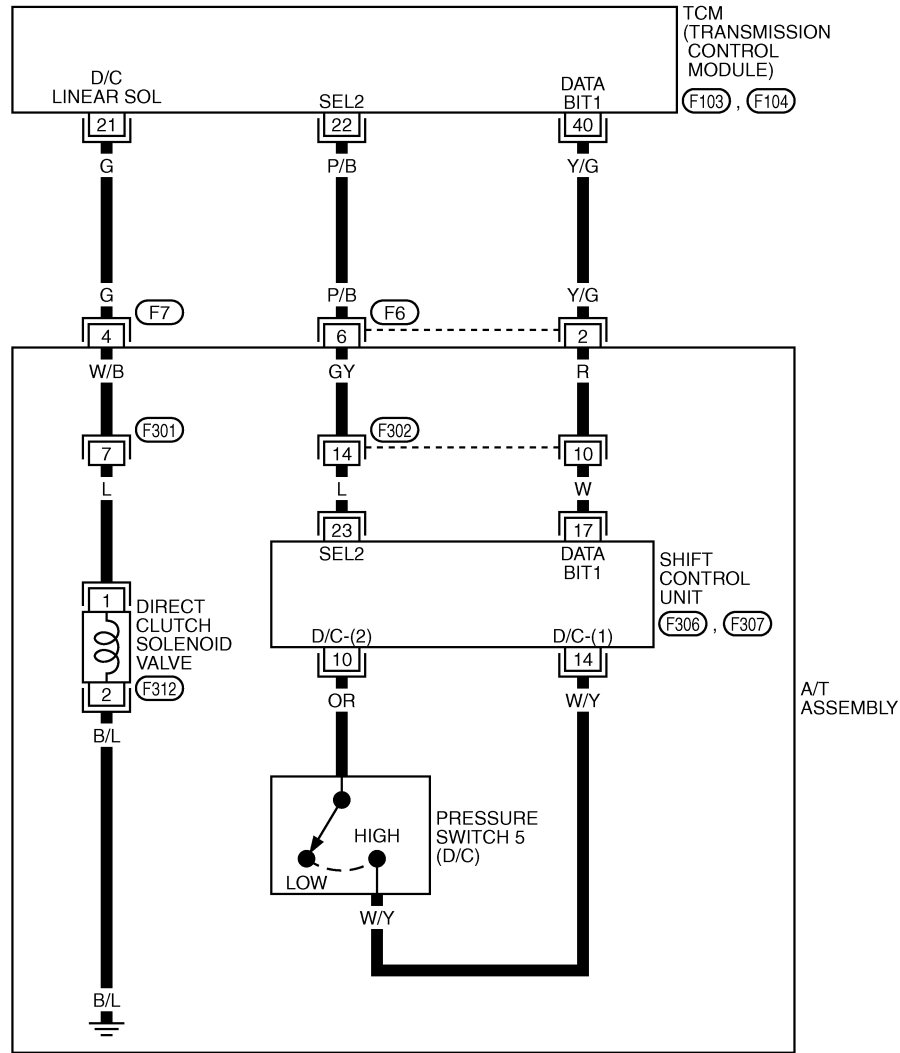 TCM
(TRANSMISSION
CONTROL
MODULE)
F103 , F104
D/C
LINEAR SOL
SEL2
DATA
BIT1
21
22
40
G
P/B
Y/G
G
P/B
Y/G
F7
F6
4
6
2
W/B
GY
R
F301
F302
7
14
10
L
L
W
23
17
SEL2
DATA
BIT1
SHIFT
CONTROL
UNIT
F306 , F307
1
DIRECT
CLUTCH
SOLENOID
VALVE
F312
2
D/C-(2)
D/C-(1)
10
14
B/L
OR
W/Y
A/T
ASSEMBLY
HIGH
LOW
PRESSURE
SWITCH 5
(D/C)
W/Y
B/L